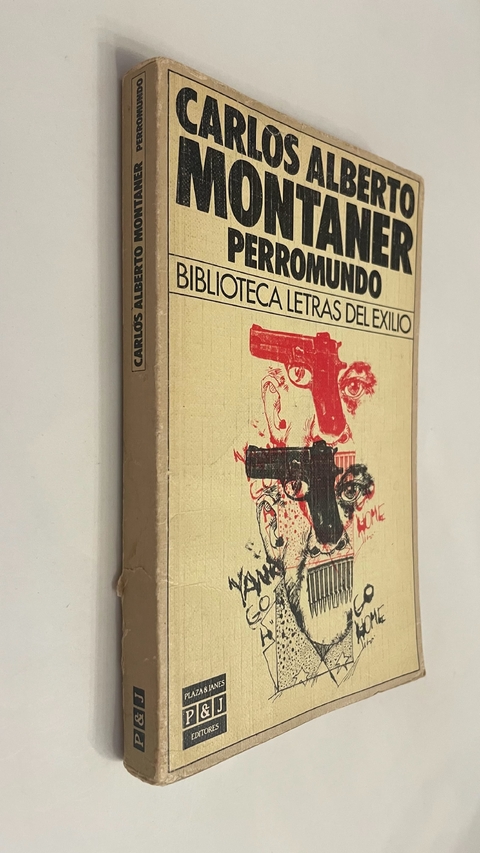 CARLOS ALBERTO MONTANER PERROMUNDO
P & J
CARLOS ALBERTO
MONTANER
PERROMUNDO
BIBLIOTECA LETRAS DEL EXILIO
HOME
YANK
GO
GO
HOME
PLAZA & JANES
P & J
EDITORES